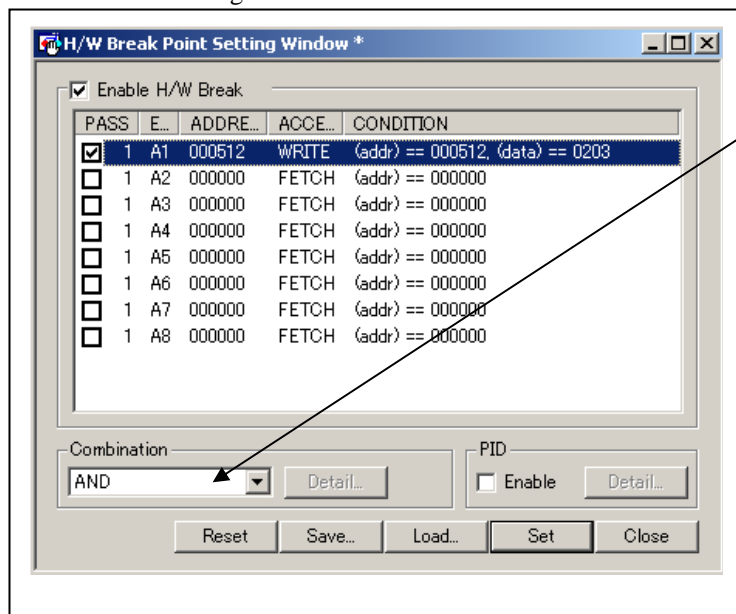 H/W Break Point Setting Window *
Enable H/W Break
PASS E... ADDRE... ACCE... CONDITION
1 A1 000512 WRITE (addr) == 000512, (data) == 0203
1 A2 000000 FETCH (addr) == 000000
1 A3 000000 FETCH (addr) == 000000
1 A4 000000 FETCH (addr) == 000000
1 A5 000000 FETCH (addr) == 000000
1 A6 000000 FETCH (addr) == 000000
1 A7 000000 FETCH (addr) == 000000
1 A8 000000 FETCH (addr) == 000000
Combination PID
AND Detail... Enable Detail...
Reset Save... Load... Set Close